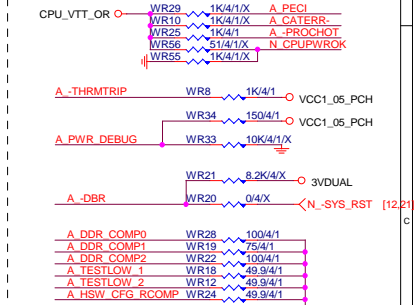 CPU_VTT_OR WR29 1K/4/1/X A_PECI
WR10 1K/4/1/X A_CATERR-
WR25 1K/4/1 A_-PROCHOT
WR56 51/4/1/X N_CPUPWROK
WR55 1K/4/1/X
A_-THRMTRIP WR8 1K/4/1 VCC1_05_PCH
WR34 150/4/1 VCC1_05_PCH
A_PWR_DEBUG WR33 10K/4/1/X
WR21 8.2K/4/X 3VDUAL
A_-DBR WR20 0/4/X N_-SYS_RST [12,21]
C
A_DDR_COMP0 WR28 100/4/1
A_DDR_COMP1 WR19 75/4/1
A_DDR_COMP2 WR22 100/4/1
A_TESTLOW_1 WR18 49.9/4/1
A_TESTLOW_2 WR12 49.9/4/1
A_HSW_CFG_RCOMP WR24 49.9/4/1